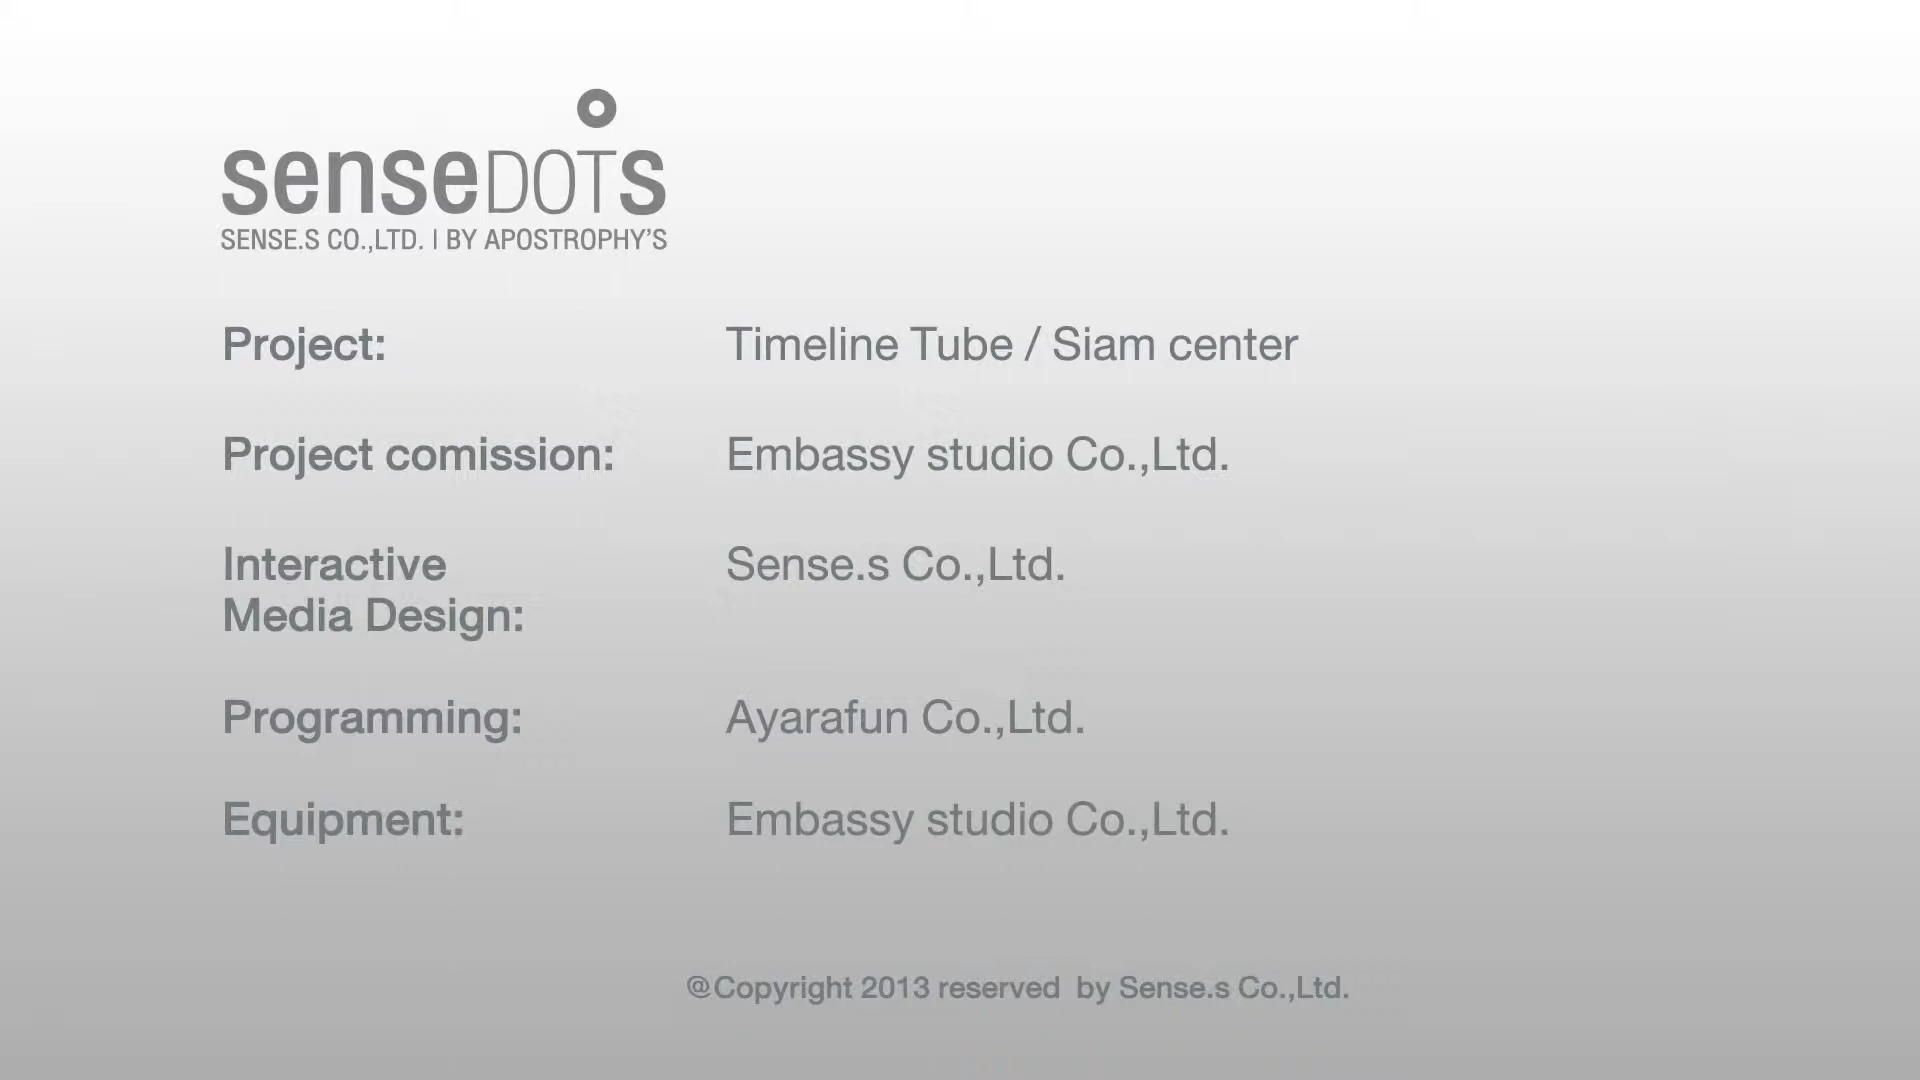 senseDOTs
SENSE.S CO.,LTD. | BY APOSTROPHY'S
Project: Timeline Tube / Siam center
Project comission: Embassy studio Co.,Ltd.
Interactive Sense.s Co.,Ltd.
Media Design:
Programming: Ayarafun Co.,Ltd.
Equipment: Embassy studio Co.,Ltd.
@Copyright 2013 reserved  by Sense.s Co.,Ltd.